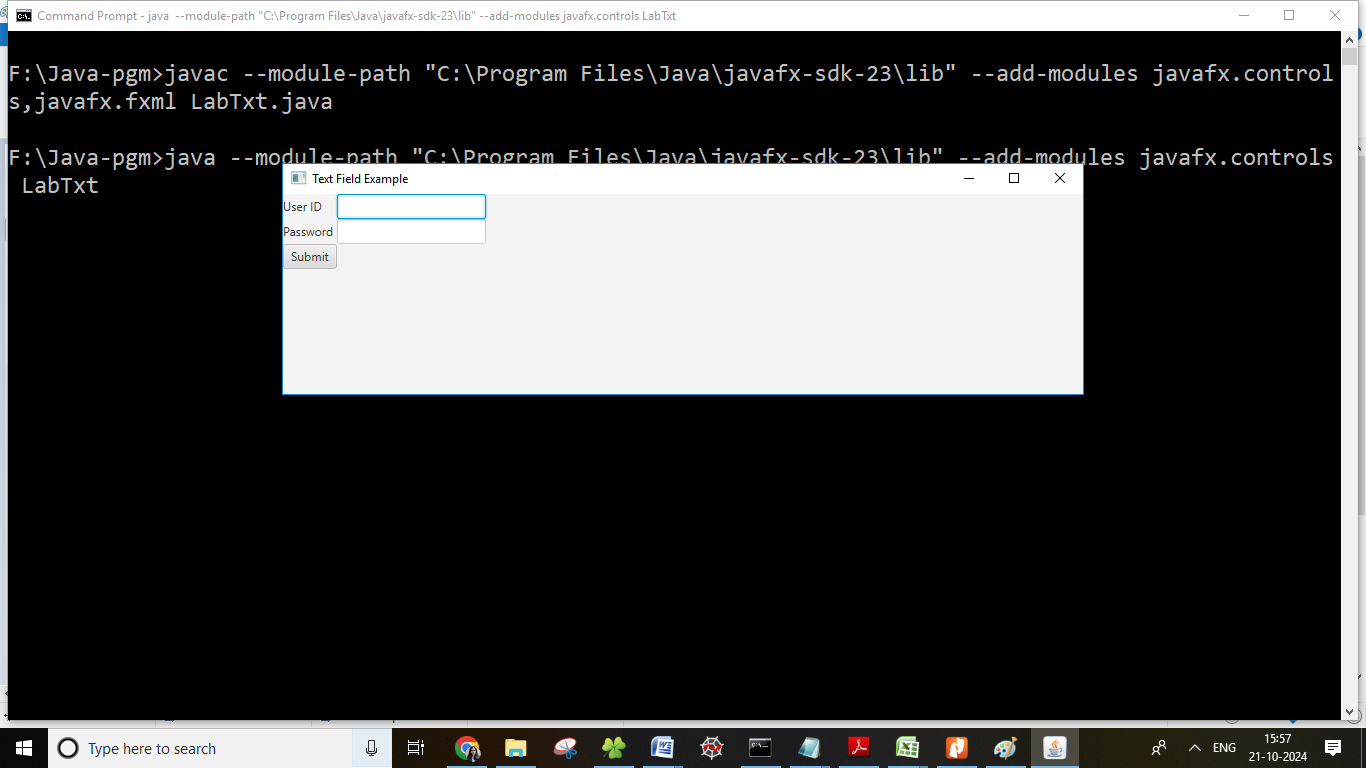 Command Prompt - java  --module-path "C:\Program Files\Java\javafx-sdk-23\lib" --add-modules javafx.controls LabTxt
F:\Java-pgm>javac --module-path "C:\Program Files\Java\javafx-sdk-23\lib" --add-modules javafx.control
s,javafx.fxml LabTxt.java
F:\Java-pgm>java --module-path "C:\Program Files\Java\javafx-sdk-23\lib" --add-modules javafx.controls
 LabTxt
Text Field Example
User ID
Password
Submit
Type here to search
ENG
15:57
21-10-2024